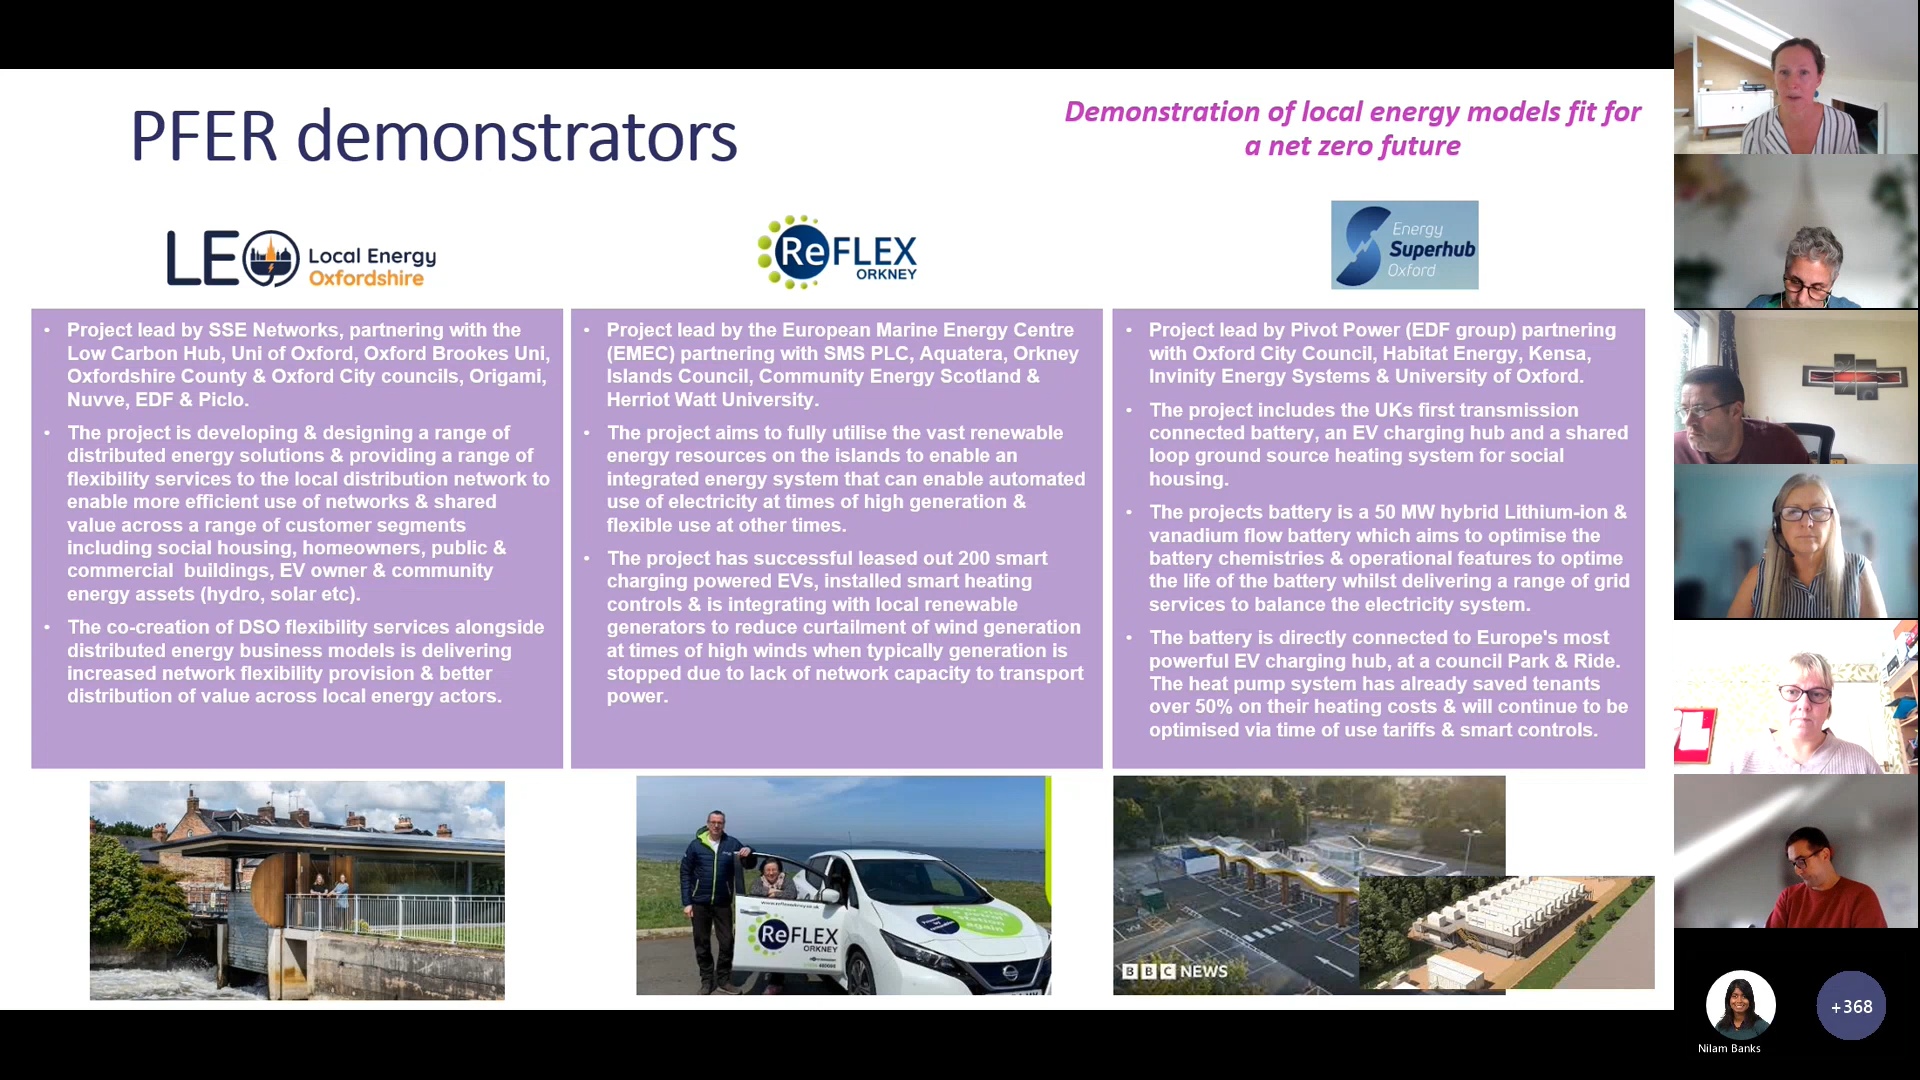 PFER demonstrators
Demonstration of local energy models fit for
a net zero future
LEO Local Energy
Oxfordshire
ReFLEX
ORKNEY
Energy
Superhub
Oxford
• Project lead by SSE Networks, partnering with the
Low Carbon Hub, Uni of Oxford, Oxford Brookes Uni,
Oxfordshire County & Oxford City councils, Origami,
Nuvve, EDF & Piclo.
• The project is developing & designing a range of
distributed energy solutions & providing a range of
flexibility services to the local distribution network to
enable more efficient use of networks & shared
value across a range of customer segments
including social housing, homeowners, public &
commercial  buildings, EV owner & community
energy assets (hydro, solar etc).
• The co-creation of DSO flexibility services alongside
distributed energy business models is delivering
increased network flexibility provision & better
distribution of value across local energy actors.
• Project lead by the European Marine Energy Centre
(EMEC) partnering with SMS PLC, Aquatera, Orkney
Islands Council, Community Energy Scotland &
Herriot Watt University.
• The project aims to fully utilise the vast renewable
energy resources on the islands to enable an
integrated energy system that can enable automated
use of electricity at times of high generation &
flexible use at other times.
• The project has successful leased out 200 smart
charging powered EVs, installed smart heating
controls & is integrating with local renewable
generators to reduce curtailment of wind generation
at times of high winds when typically generation is
stopped due to lack of network capacity to transport
power.
• Project lead by Pivot Power (EDF group) partnering
with Oxford City Council, Habitat Energy, Kensa,
Invinity Energy Systems & University of Oxford.
• The project includes the UKs first transmission
connected battery, an EV charging hub and a shared
loop ground source heating system for social
housing.
• The projects battery is a 50 MW hybrid Lithium-ion &
vanadium flow battery which aims to optimise the
battery chemistries & operational features to optime
the life of the battery whilst delivering a range of grid
services to balance the electricity system.
• The battery is directly connected to Europe's most
powerful EV charging hub, at a council Park & Ride.
The heat pump system has already saved tenants
over 50% on their heating costs & will continue to be
optimised via time of use tariffs & smart controls.
ReFLEX
ORKNEY
BBC NEWS
+368
Nilam Banks